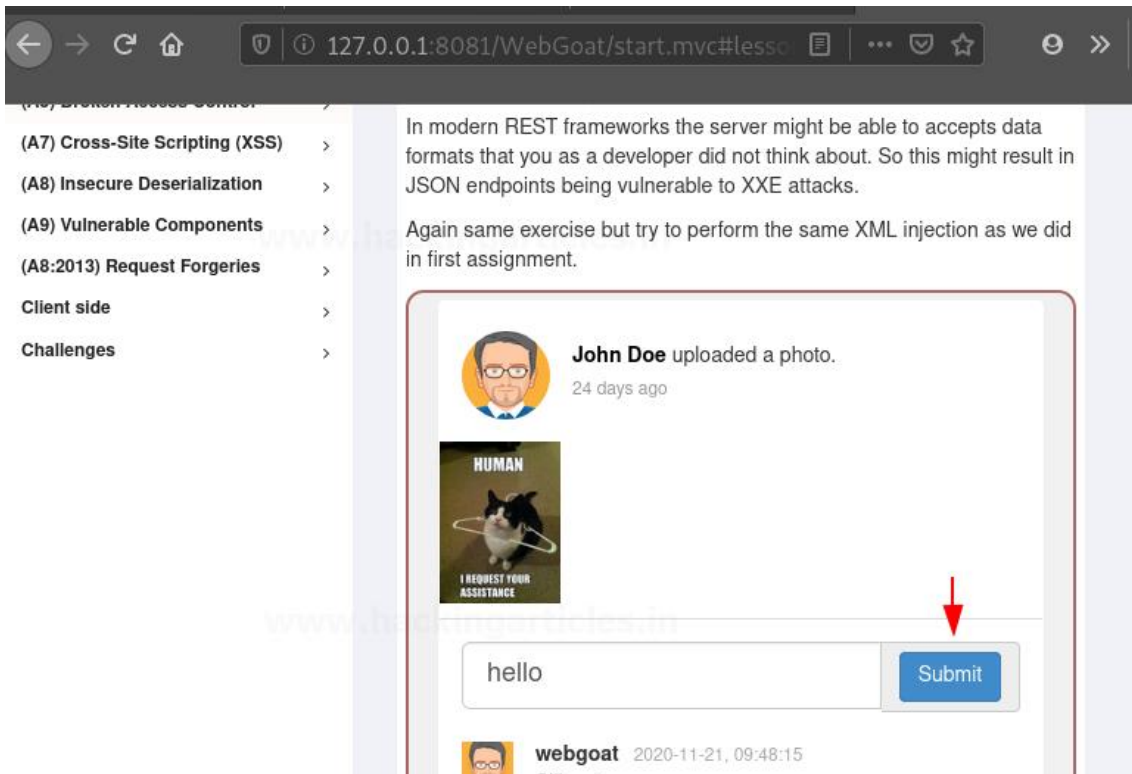 127.0.0.1:8081/WebGoat/start.mvc#lesso
(A7) Cross-Site Scripting (XSS)
(A8) Insecure Deserialization
(A9) Vulnerable Components
(A8:2013) Request Forgeries
Client side
Challenges
In modern REST frameworks the server might be able to accepts data
formats that you as a developer did not think about. So this might result in
JSON endpoints being vulnerable to XXE attacks.
Again same exercise but try to perform the same XML injection as we did
in first assignment.
John Doe uploaded a photo.
24 days ago
HUMAN
I REQUEST YOUR
ASSISTANCE
www.hackingarticles.in
hello
Submit
webgoat 2020-11-21, 09:48:15